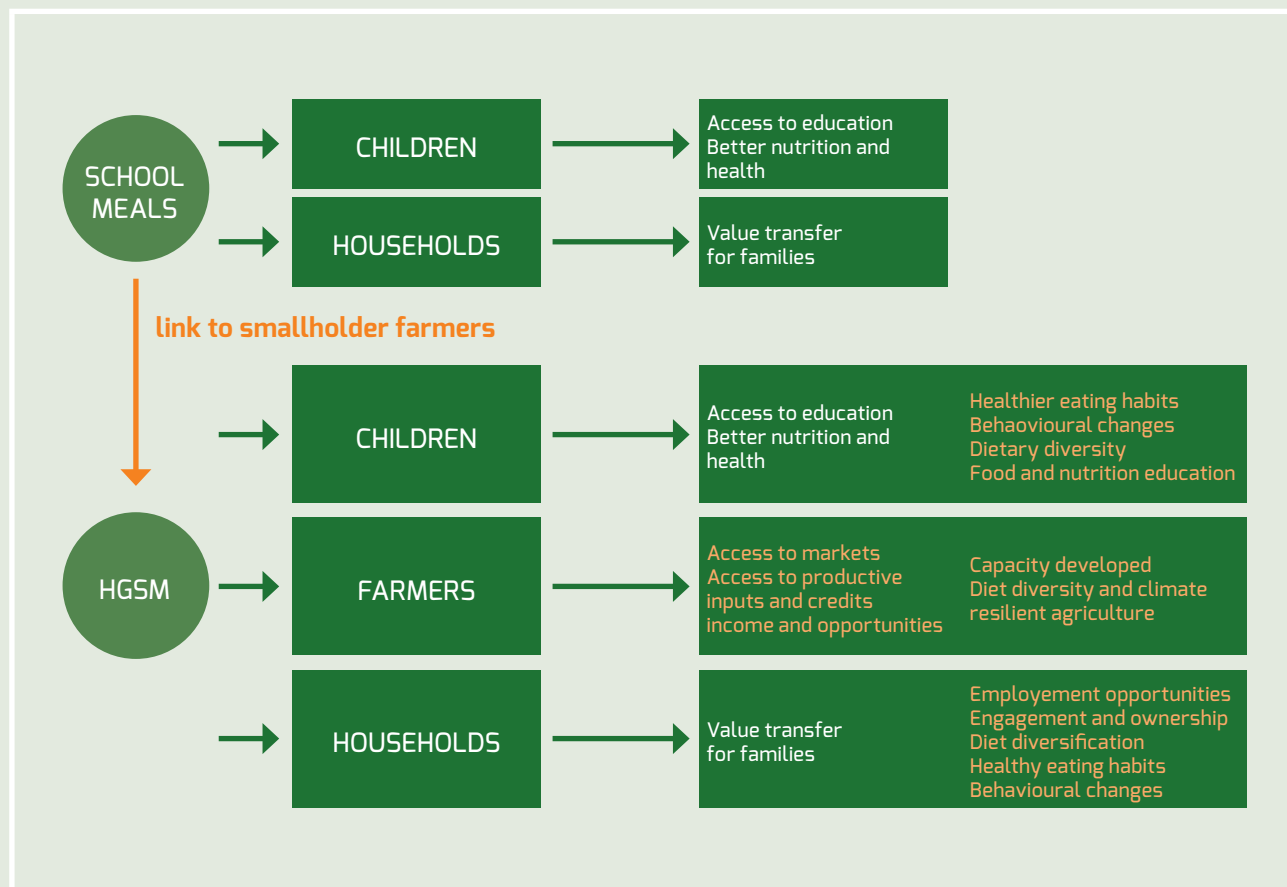 SCHOOL
MEALS
CHILDREN
Access to education
Better nutrition and
health
HOUSEHOLDS
Value transfer
for families
link to smallholder farmers
CHILDREN
Access to education
Better nutrition and
health
Healthier eating habits
Behaovioural changes
Dietary diversity
Food and nutrition education
HGSM
FARMERS
Access to markets
Access to productive
inputs and credits
income and opportunities
Capacity developed
Diet diversity and climate
resilient agriculture
HOUSEHOLDS
Value transfer
for families
Employement opportunities
Engagement and ownership
Diet diversification
Healthy eating habits
Behavioural changes